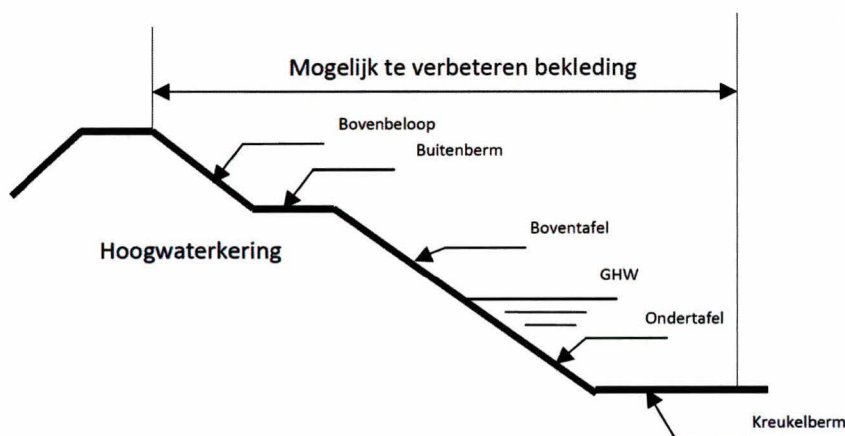 Mogelijk te verbeteren bekleding
Bovenbeloop
Buitenberm
Boventafel
Hoogwaterkering
GHW
Ondertafel
Kreukelberm